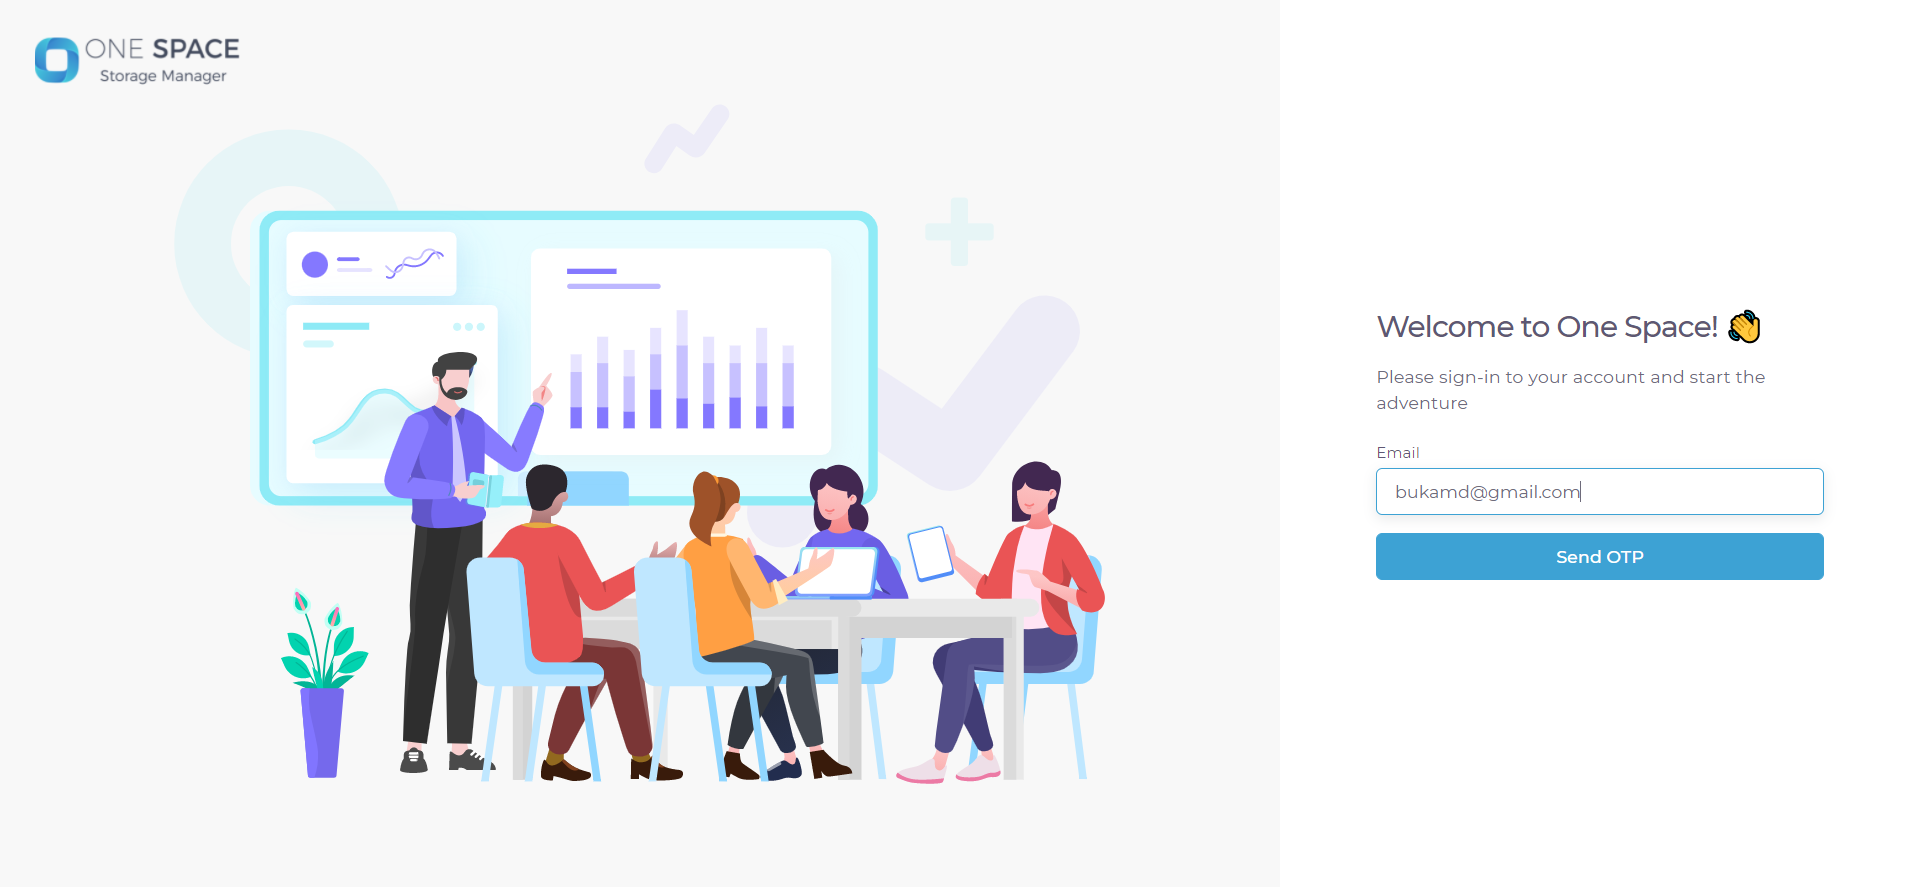 ONE SPACE
Storage Manager
Welcome to One Space! 👋
Please sign-in to your account and start the
adventure
Email
bukamd@gmail.com
Send OTP